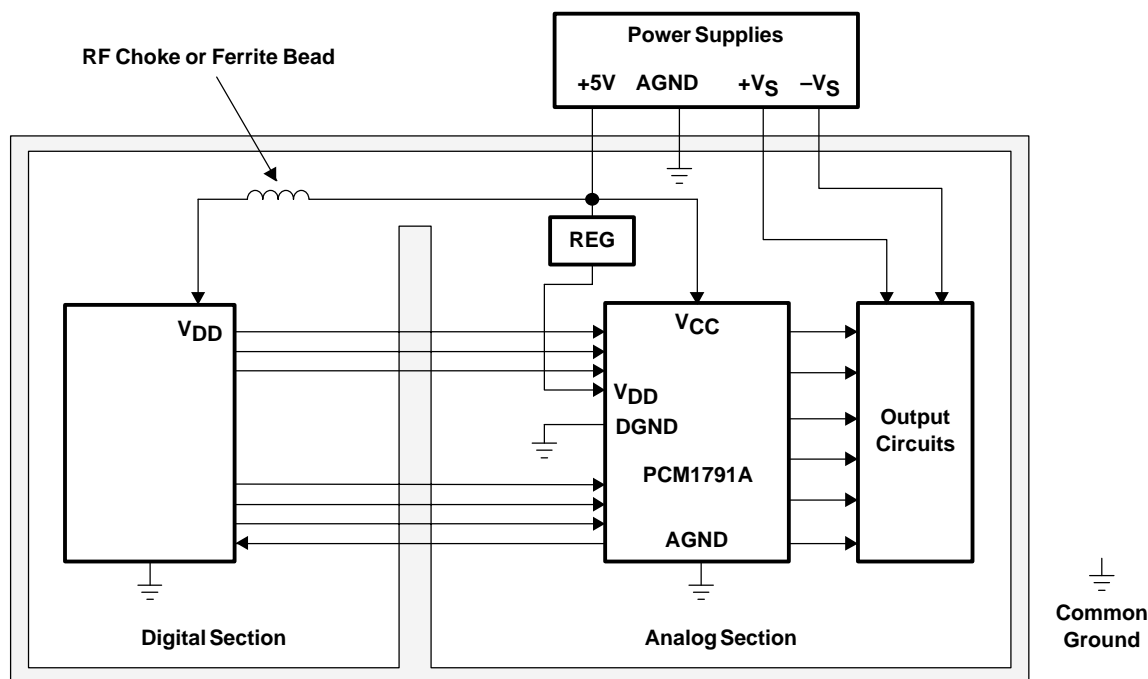 Power Supplies
RF Choke or Ferrite Bead
+5V AGND +VS –VS
REG
VDD
VCC
VDD
DGND
Output
Circuits
PCM1791A
AGND
Common
Ground
Digital Section
Analog Section